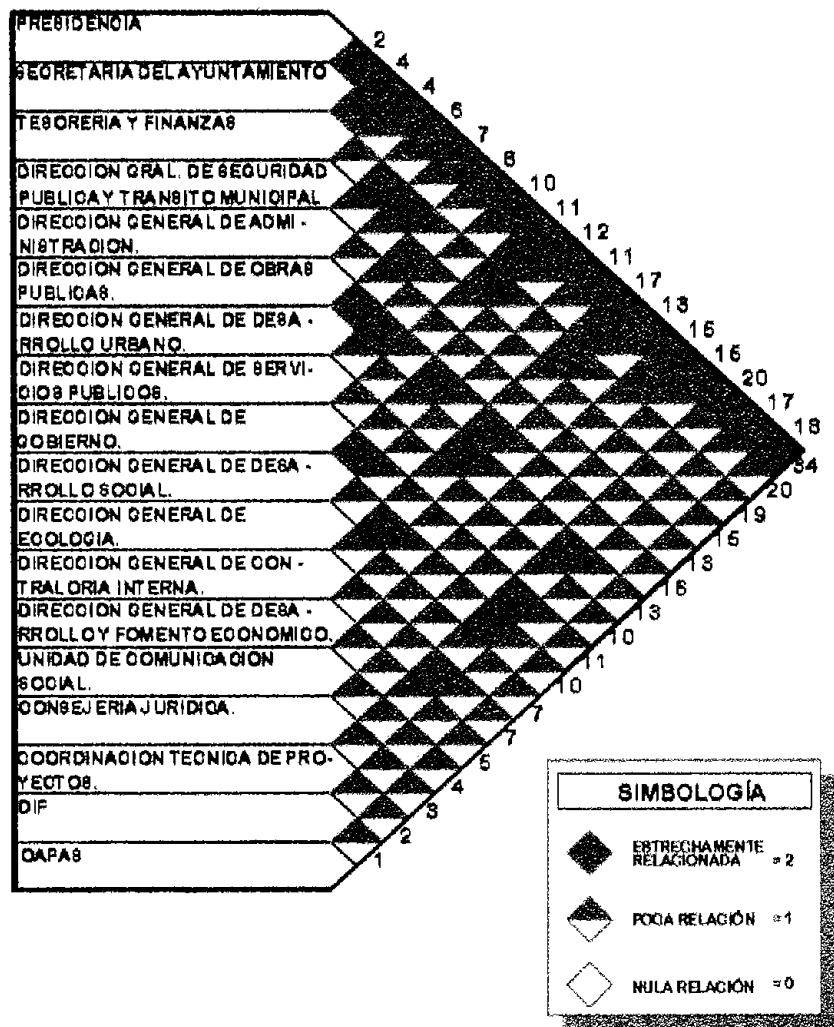 PRESIDENCIA
SECRETARIA DEL AYUNTAMIENTO
TESORERIA Y FINANZAS
DIRECCION GRAL. DE SEGURIDAD
PUBLICA Y TRANSITO MUNICIPAL
DIRECCION GENERAL DE ADMI -
NISTRACION.
DIRECCION GENERAL DE OBRAS
PUBLICAS.
DIRECCION GENERAL DE DESA -
RROLLO URBANO.
DIRECCION GENERAL DE SERVI -
CIOS PUBLICOS.
DIRECCION GENERAL DE
GOBIERNO.
DIRECCION GENERAL DE DESA -
RROLLO SOCIAL.
DIRECCION GENERAL DE
ECOLOGIA.
DIRECCION GENERAL DE CON -
TRALORIA INTERNA.
DIRECCION GENERAL DE DESA -
RROLLO Y FOMENTO ECONOMICO.
UNIDAD DE COMUNICACION
SOCIAL.
CONSEJERIA JURIDICA.
COORDINACION TECNICA DE PRO-
YECTOS.
DIF
OAPAS
2
4
4
6
7
8
10
11
12
11
17
13
15
15
20
17
18
34
20
19
15
13
16
13
10
11
10
7
7
5
4
3
2
1
SIMBOLOGÍA
ESTRECHAMENTE
RELACIONADA = 2
POCA RELACIÓN = 1
NULA RELACIÓN = 0